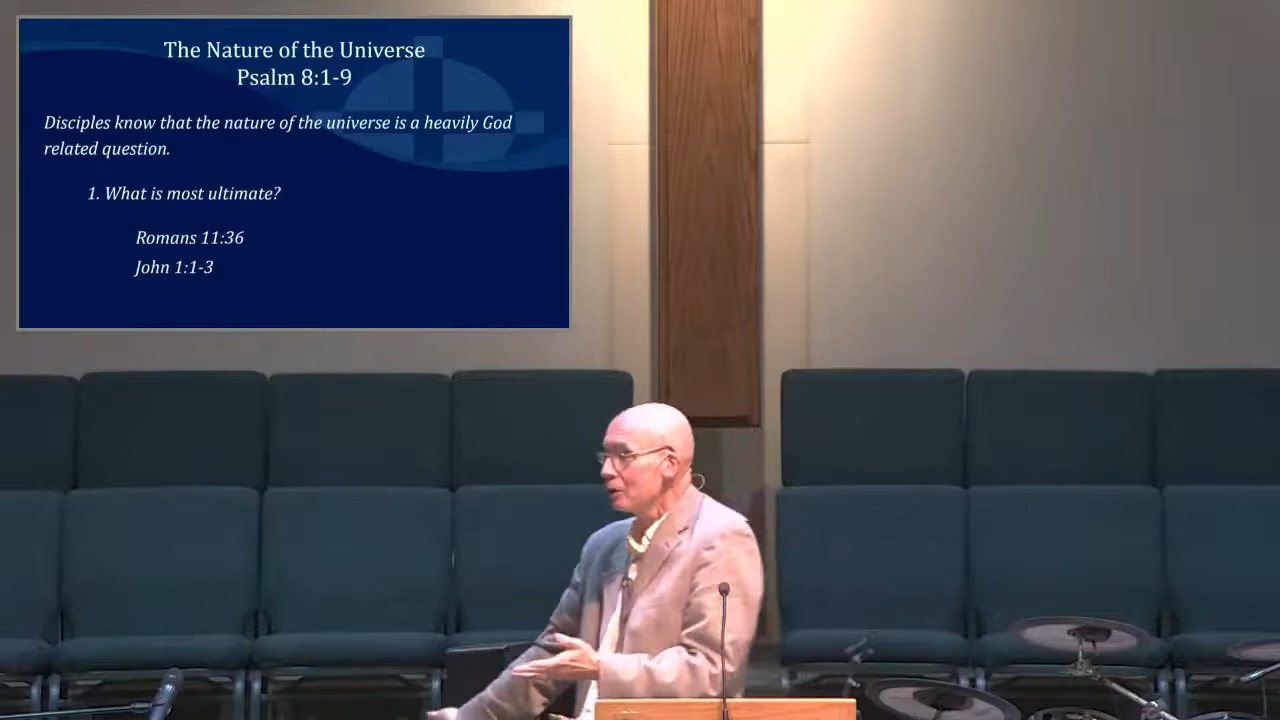 The Nature of the Universe
Psalm 8:1-9
Disciples know that the nature of the universe is a heavily God
related question.
1. What is most ultimate?
Romans 11:36
John 1:1-3